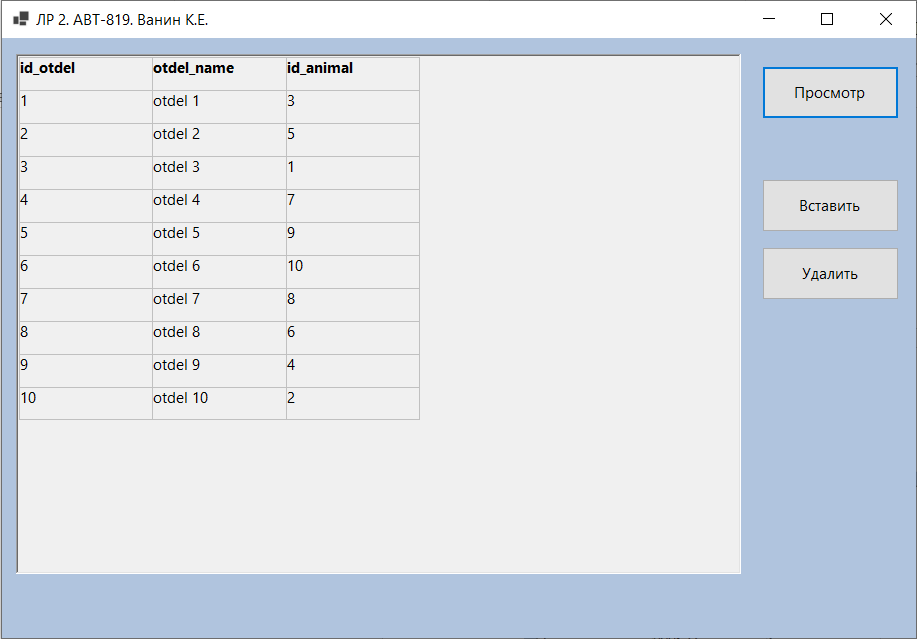 ЛР 2. АВТ-819. Ванин К.Е.
id_otdel otdel_name id_animal
1 otdel 1 3
2 otdel 2 5
3 otdel 3 1
4 otdel 4 7
5 otdel 5 9
6 otdel 6 10
7 otdel 7 8
8 otdel 8 6
9 otdel 9 4
10 otdel 10 2
Просмотр
Вставить
Удалить